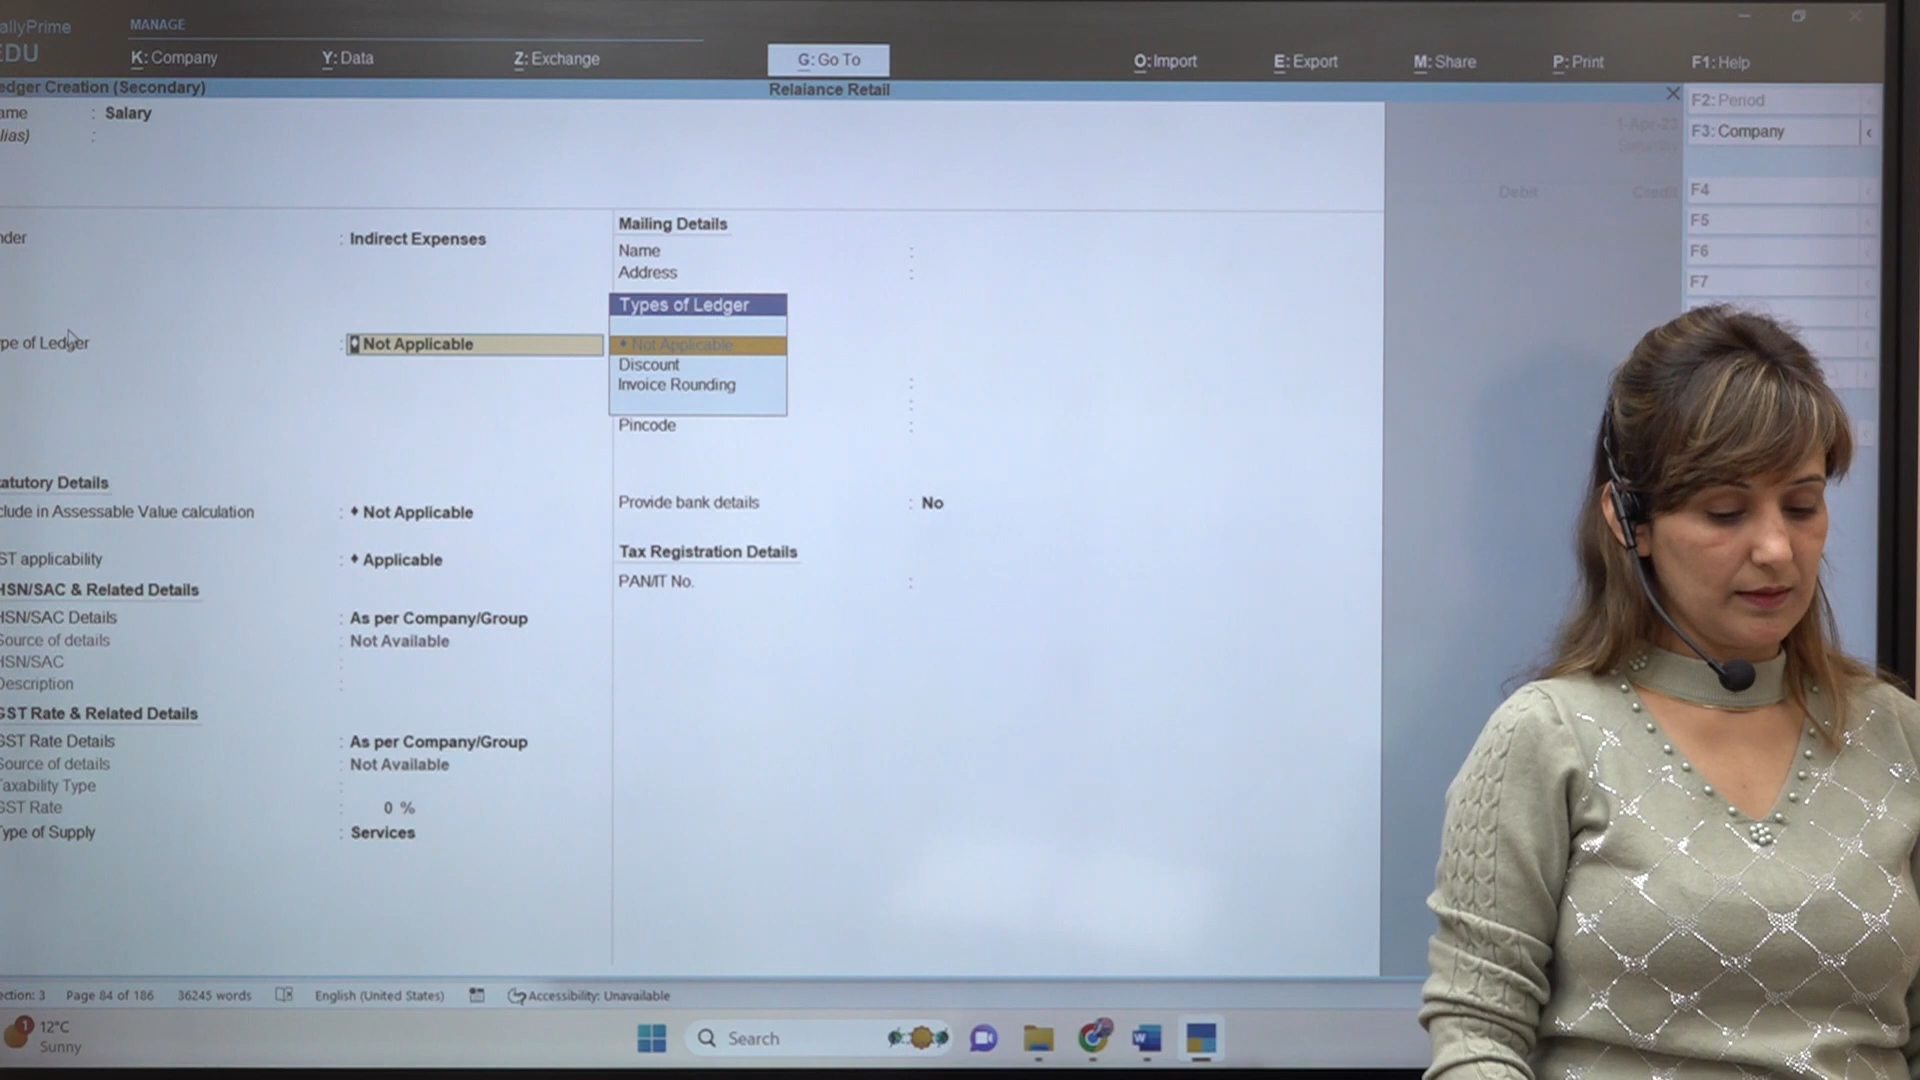 allyPrime
EDU
MANAGE
K: Company
Y: Data
Z: Exchange
G: Go To
O: Import
E: Export
M: Share
P: Print
F1: Help
edger Creation (Secondary)
Relaiance Retail
F2: Period
F3: Company
ame : Salary
lias) :
1-Apr-23
Saturday
Debit
Credit
F4
F5
F6
F7
nder : Indirect Expenses
pe of Ledger : Not Applicable
Mailing Details
Name :
Address :
Types of Ledger
Not Applicable
Discount
Invoice Rounding
Pincode :
atutory Details
clude in Assessable Value calculation : Not Applicable
ST applicability : Applicable
HSN/SAC & Related Details
HSN/SAC Details : As per Company/Group
Source of details : Not Available
HSN/SAC :
Description :
GST Rate & Related Details
GST Rate Details : As per Company/Group
Source of details : Not Available
Taxability Type :
GST Rate : 0 %
Type of Supply : Services
Provide bank details : No
Tax Registration Details
PAN/IT No. :
ection: 3
Page 84 of 186
36245 words
English (United States)
Accessibility: Unavailable
1
12°C
Sunny
Search